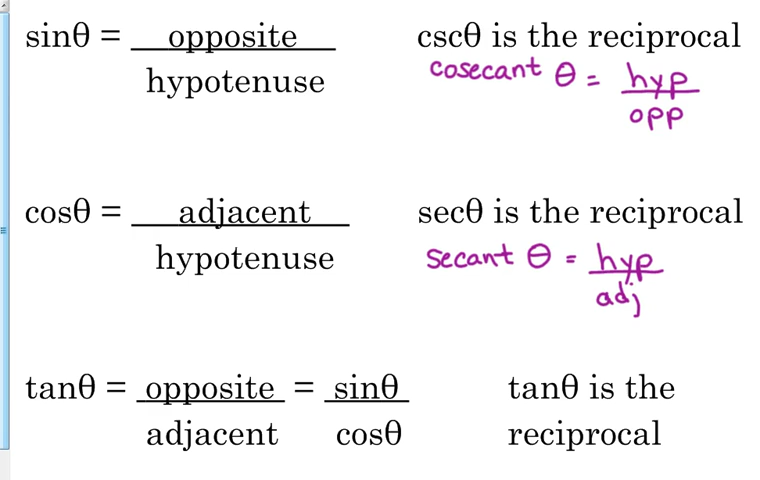 sinθ = opposite
hypotenuse
cscθ is the reciprocal
cosecant θ = hyp
opp
cosθ = adjacent
hypotenuse
secθ is the reciprocal
secant θ = hyp
adj
tanθ = opposite = sinθ
adjacent cosθ
tanθ is the
reciprocal